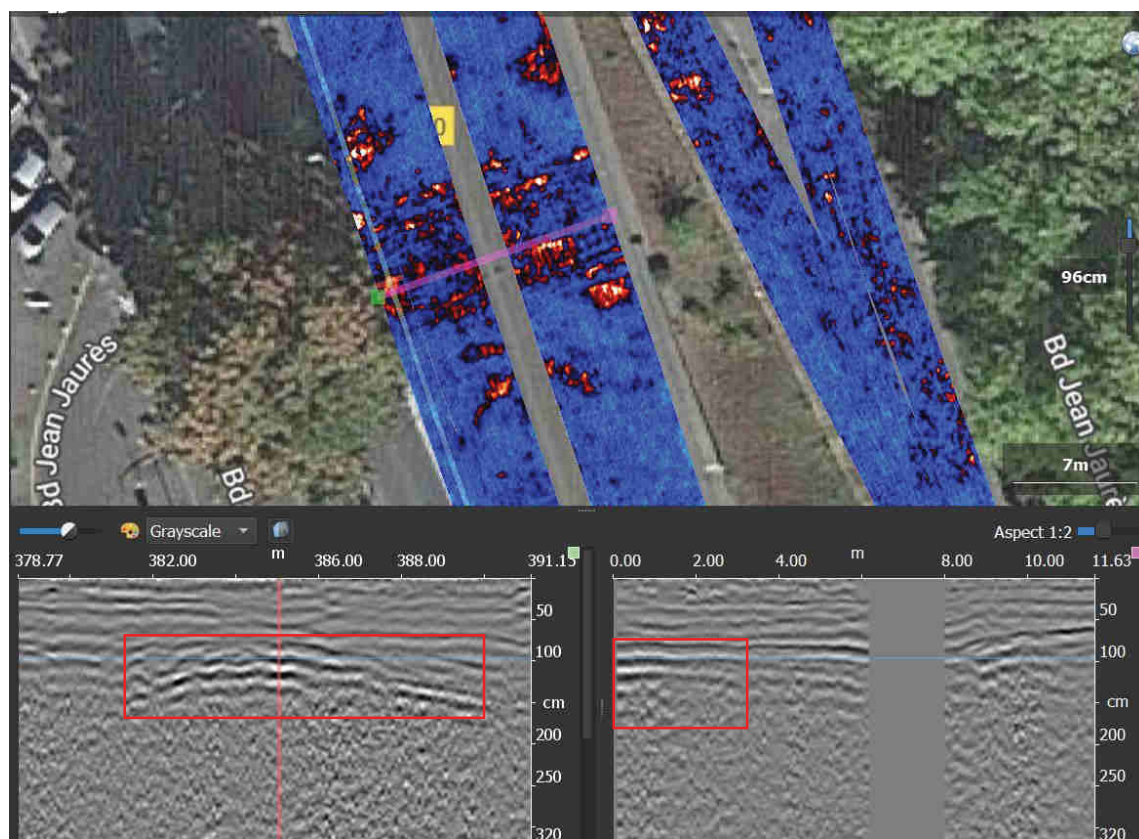 0
96cm
Bd Jean Jaurès
Bd
Bd Jean Jaurès
7m
Grayscale
Aspect 1:2
378.77 382.00 m 386.00 388.00 391.15
0.00 2.00 4.00 m 8.00 10.00 11.63
50
100
cm
200
250
320
50
100
cm
200
250
320